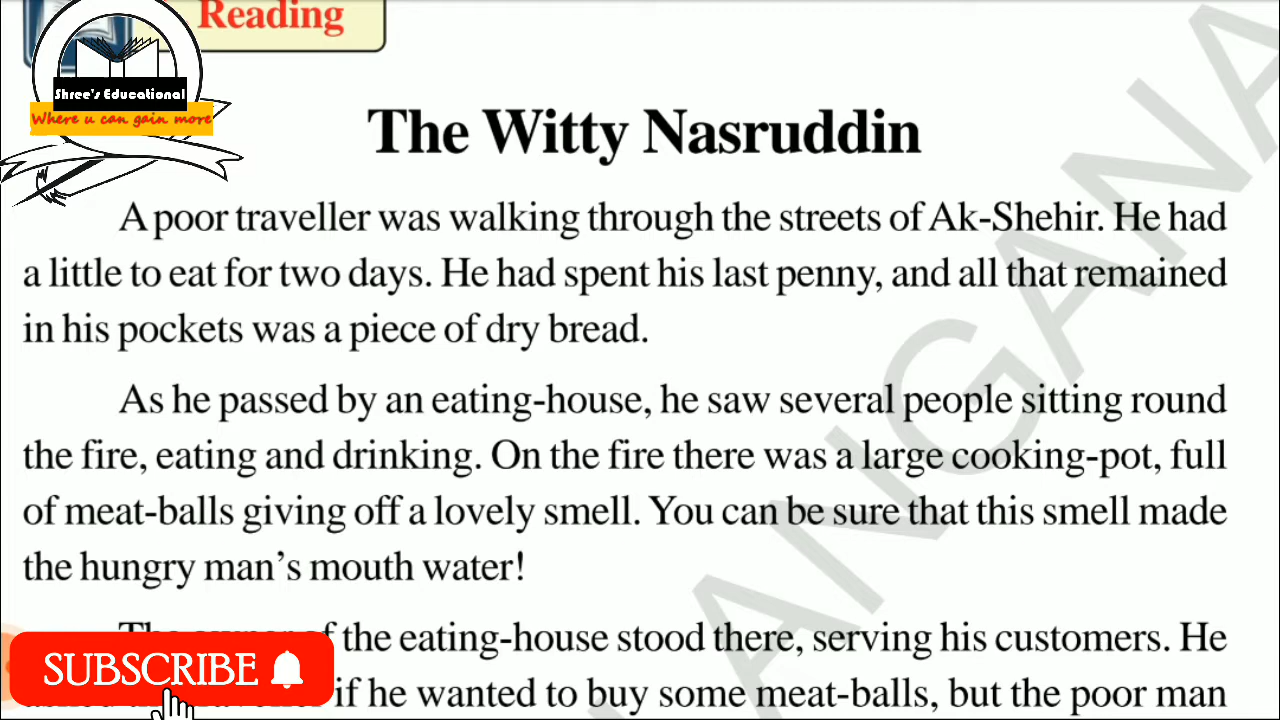 Reading
Shree's Educational
Where u can gain more
The Witty Nasruddin
A poor traveller was walking through the streets of Ak-Shehir. He had
a little to eat for two days. He had spent his last penny, and all that remained
in his pockets was a piece of dry bread.
As he passed by an eating-house, he saw several people sitting round
the fire, eating and drinking. On the fire there was a large cooking-pot, full
of meat-balls giving off a lovely smell. You can be sure that this smell made
the hungry man's mouth water!
of the eating-house stood there, serving his customers. He
if he wanted to buy some meat-balls, but the poor man
SUBSCRIBE
ANGANA